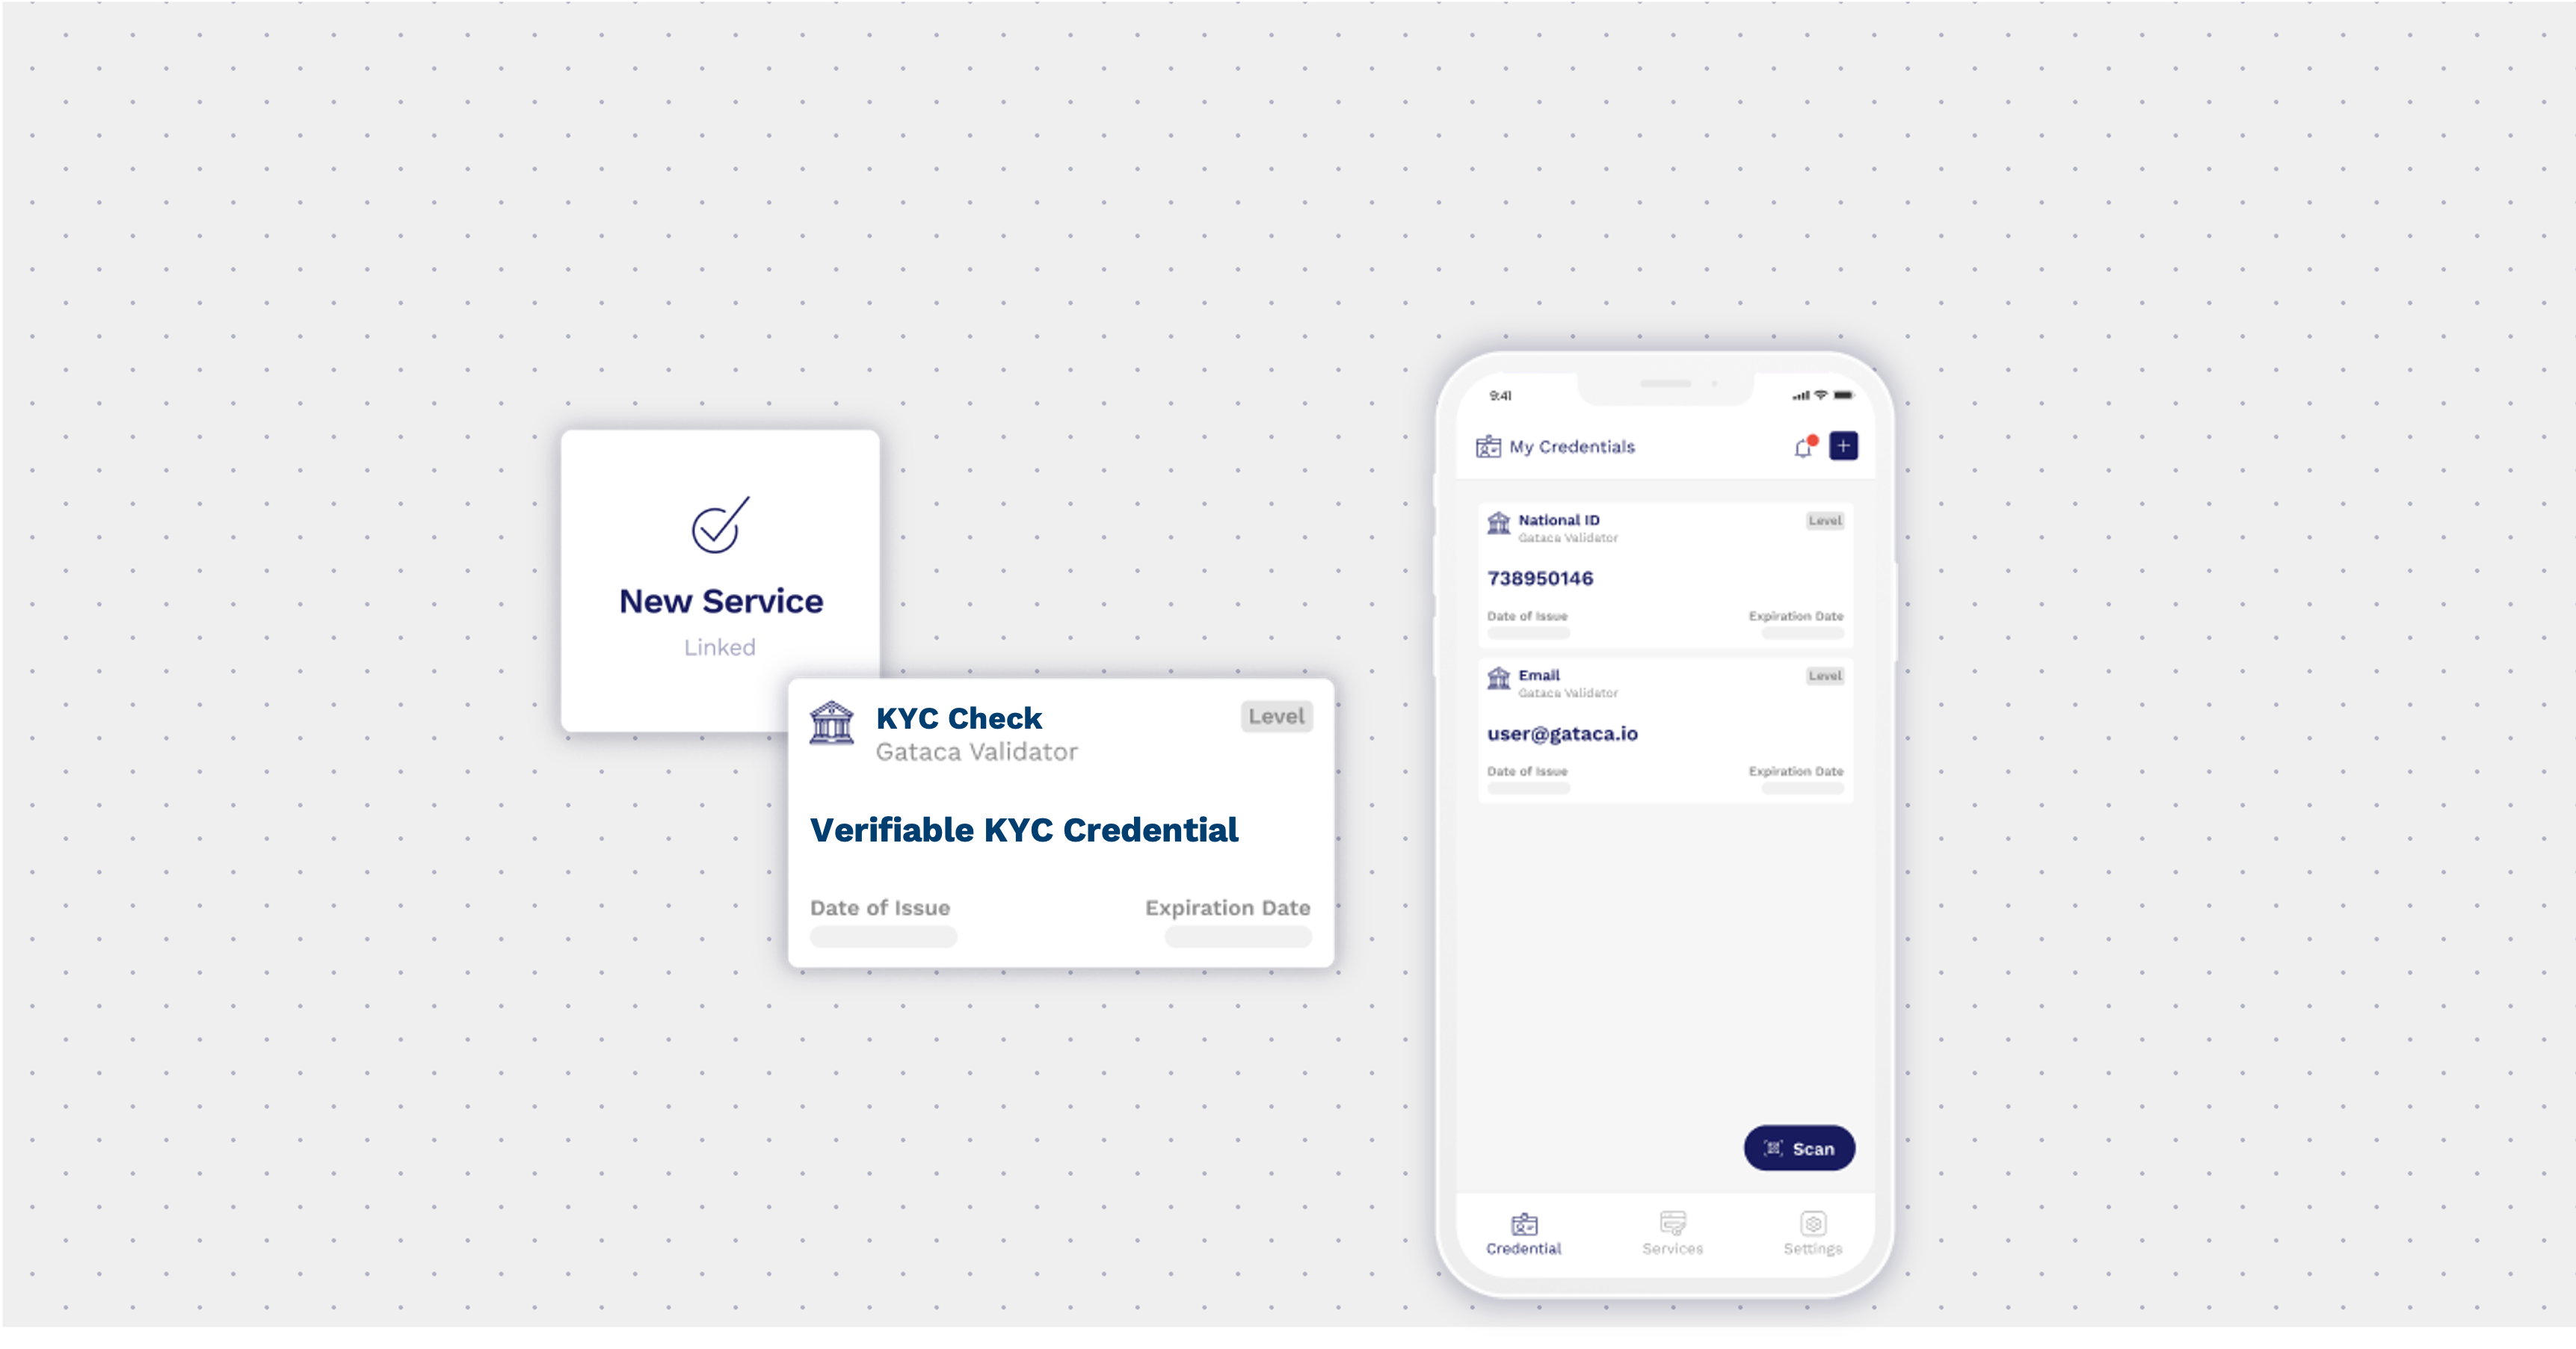 New Service
Linked
KYC Check
Level
Gataca Validator
Verifiable KYC Credential
Date of Issue
Expiration Date
9:41
My Credentials
National ID
Level
Gataca Validator
738950146
Date of Issue
Expiration Date
Email
Level
Gataca Validator
user@gataca.io
Date of Issue
Expiration Date
Scan
Credential
Services
Settings